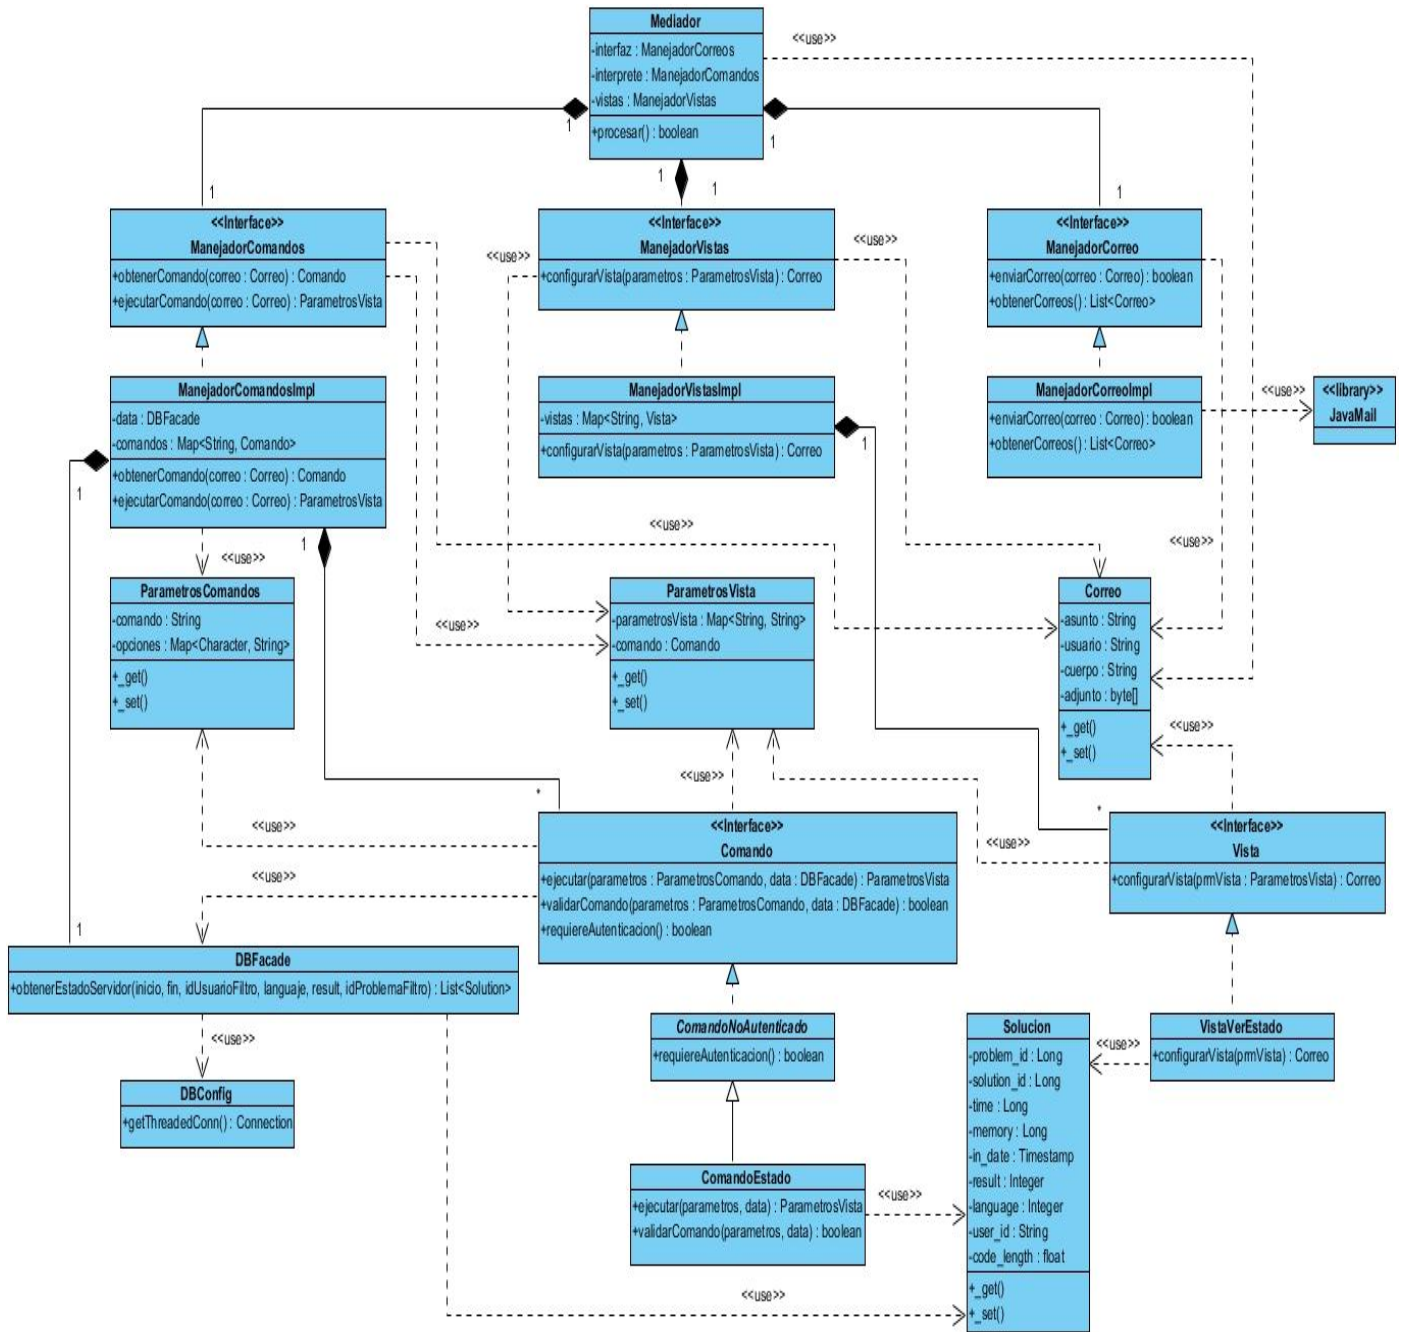 Mediador
-interfaz : ManejadorCorreos
-interprete : ManejadorComandos
-vistas : ManejadorVistas
+procesar() : boolean
<<use>>
1
1
1
1
1
1
<<Interface>>
ManejadorComandos
+obtenerComando(correo : Correo) : Comando
+ejecutarComando(correo : Correo) : ParametrosVista
<<use>>
<<Interface>>
ManejadorVistas
+configurarVista(parametros : ParametrosVista) : Correo
<<use>>
<<Interface>>
ManejadorCorreo
+enviarCorreo(correo : Correo) : boolean
+obtenerCorreos() : List<Correo>
ManejadorComandosImpl
-data : DBFacade
-comandos : Map<String, Comando>
+obtenerComando(correo : Correo) : Comando
+ejecutarComando(correo : Correo) : ParametrosVista
ManejadorVistasImpl
-vistas : Map<String, Vista>
+configurarVista(parametros : ParametrosVista) : Correo
ManejadorCorreoImpl
+enviarCorreo(correo : Correo) : boolean
+obtenerCorreos() : List<Correo>
<<use>>
<<library>>
JavaMail
1
1
1
<<use>>
<<use>>
<<use>>
ParametrosComandos
-comando : String
-opciones : Map<Character, String>
+_get()
+_set()
<<use>>
ParametrosVista
-parametrosVista : Map<String, String>
-comando : Comando
+_get()
+_set()
Correo
-asunto : String
-usuario : String
-cuerpo : String
-adjunto : byte[]
+_get()
+_set()
<<use>>
<<use>>
*
*
<<use>>
<<use>>
<<use>>
<<Interface>>
Comando
+ejecutar(parametros : ParametrosComando, data : DBFacade) : ParametrosVista
+validarComando(parametros : ParametrosComando, data : DBFacade) : boolean
+requiereAutenticacion() : boolean
<<Interface>>
Vista
+configurarVista(prmVista : ParametrosVista) : Correo
1
DBFacade
+obtenerEstadoServidor(inicio, fin, idUsuarioFiltro, languaje, result, idProblemaFiltro) : List<Solution>
<<use>>
DBConfig
+getThreadedConn() : Connection
ComandoNoAutenticado
+requiereAutenticacion() : boolean
Solucion
-problem_id : Long
-solution_id : Long
-time : Long
-memory : Long
-in_date : Timestamp
-result : Integer
-language : Integer
-user_id : String
-code_length : float
+_get()
+_set()
<<use>>
VistaVerEstado
+configurarVista(prmVista) : Correo
ComandoEstado
+ejecutar(parametros, data) : ParametrosVista
+validarComando(parametros, data) : boolean
<<use>>
<<use>>